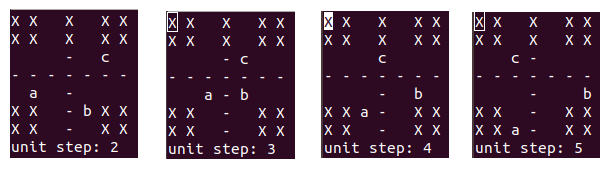 X X   X   X X
X X   X   X X
      -   c
- - - - - - -
  a   -
X X   - b X X
X X   -   X X
unit step: 2
X X   X   X X
X X   X   X X
      - c
- - - - - - -
    a - b
X X   -   X X
X X   -   X X
unit step: 3
X X   X   X X
X X   X   X X
      c
- - - - - - -
          b
X X a -   X X
X X   -   X X
unit step: 4
X X   X   X X
X X   X   X X
    c -
- - - - - - -
            b
X X   -   X X
X X a -   X X
unit step: 5